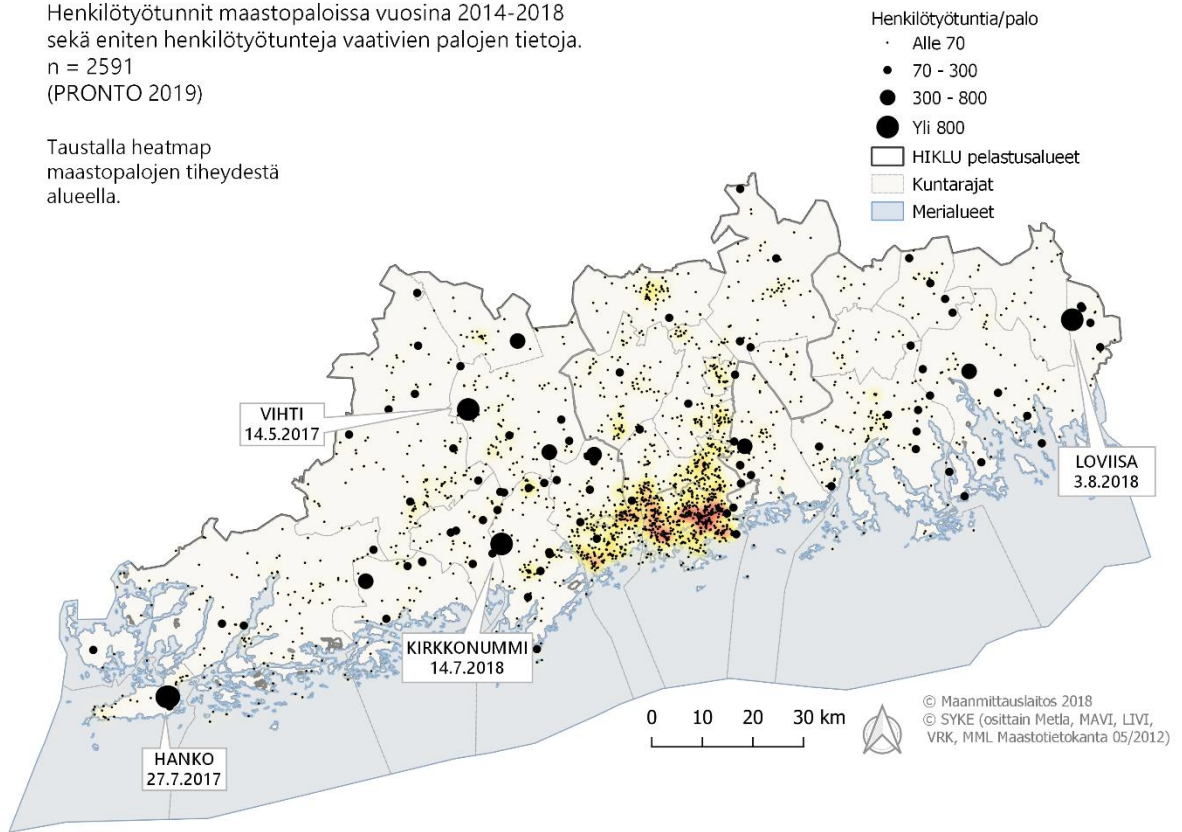 Henkilötyötunnit maastopaloissa vuosina 2014-2018
sekä eniten henkilötyötunteja vaativien palojen tietoja.
n = 2591
(PRONTO 2019)
Taustalla heatmap
maastopalojen tiheydestä
alueella.
Henkilötyötuntia/palo
Alle 70
70 - 300
300 - 800
Yli 800
HIKLU pelastusalueet
Kuntarajat
Merialueet
VIHTI
14.5.2017
LOVIISA
3.8.2018
KIRKKONUMMI
14.7.2018
HANKO
27.7.2017
0 10 20 30 km
© Maanmittauslaitos 2018
© SYKE (osittain Metla, MAVI, LIVI,
VRK, MML Maastotietokanta 05/2012)